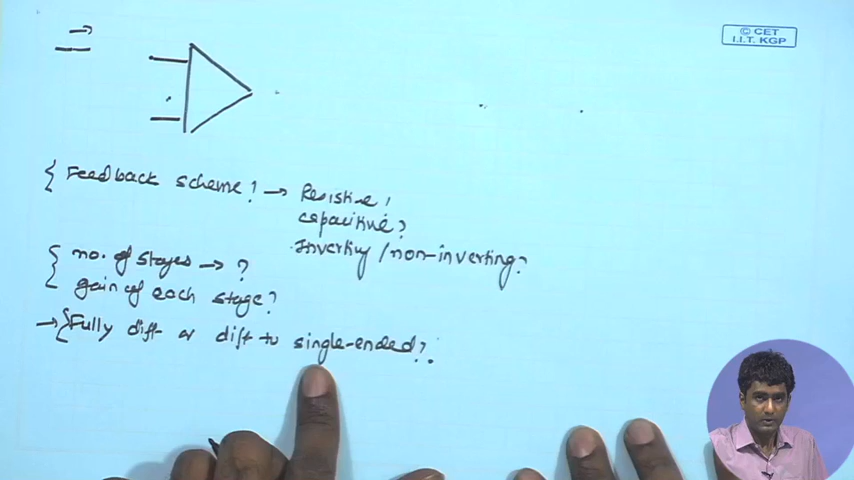 © CET
I.I.T. KGP
Feedback scheme? → Resistive,
capacitive?
Inverting/non-inverting?
no. of stages → ?
gain of each stage?
→ Fully diff or diff to single-ended?